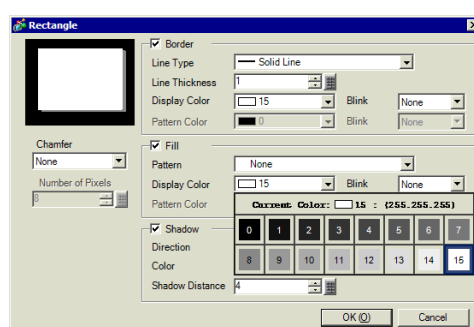 Rectangle
Border
Line Type
Solid Line
Line Thickness
1
Display Color
15
Blink
None
Pattern Color
0
Blink
None
Chamfer
None
Number of Pixels
8
Fill
Pattern
None
Display Color
15
Blink
None
Pattern Color
Current Color: 15 : (255.255.255)
0 1 2 3 4 5 6 7
8 9 10 11 12 13 14 15
Shadow
Direction
Color
Shadow Distance
4
OK (O)
Cancel